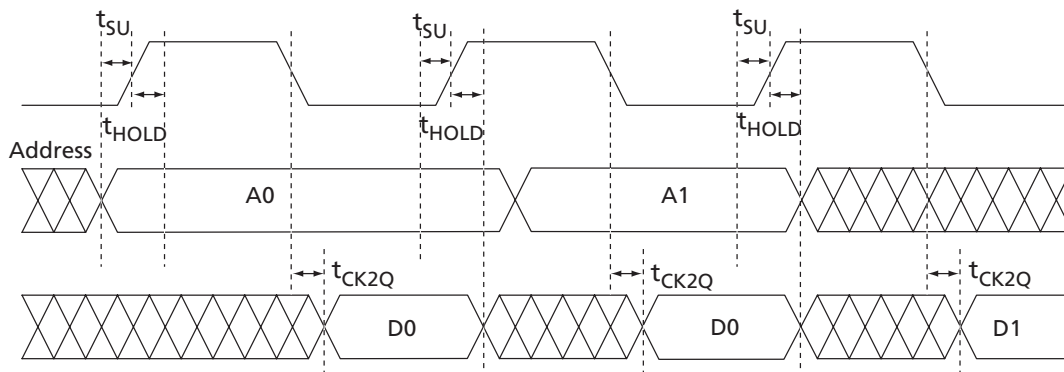 tSU tSU tSU
tHOLD tHOLD tHOLD
Address
A0 A1
tCK2Q tCK2Q tCK2Q
D0 D0 D1